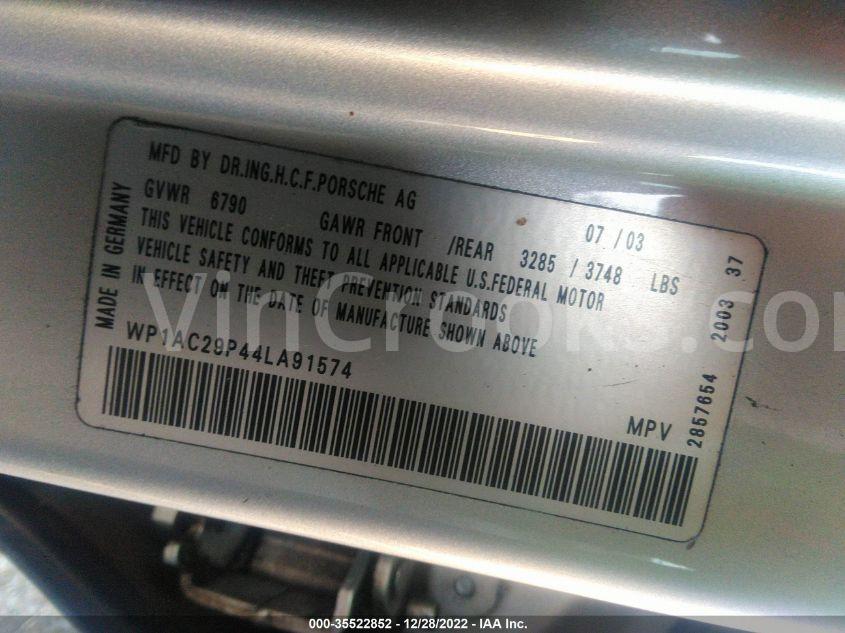 MFD BY DR.ING.H.C.F.PORSCHE AG 07 / 03
GVWR 6790 GAWR FRONT /REAR 3285 / 3748 LBS
THIS VEHICLE CONFORMS TO ALL APPLICABLE U.S.FEDERAL MOTOR
VEHICLE SAFETY AND THEFT PREVENTION STANDARDS
IN EFFECT ON THE DATE OF MANUFACTURE SHOWN ABOVE
WP1AC29P44LA91574
MPV
MADE IN GERMANY
2857654 2003 37
VinCrooks.com
000-35522852 - 12/28/2022 - IAA Inc.